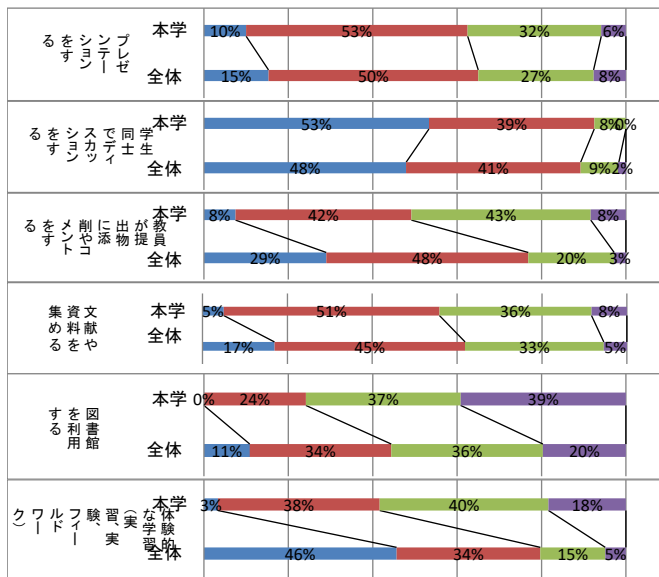 プレゼ
ンテー
ション
をす
る
本学
10% 53% 32% 6%
全体
15% 50% 27% 8%
学生
同士
でディ
スカッ
ション
をす
る
本学
53% 39% 8% 0%
全体
48% 41% 9% 2%
教員
が提
出物
に添
削やコ
メント
をす
る
本学
8% 42% 43% 8%
全体
29% 48% 20% 3%
文献や
資料を
集める
本学
5% 51% 36% 8%
全体
17% 45% 33% 5%
図書館
を利用
する
本学
0% 24% 37% 39%
全体
11% 34% 36% 20%
体験的
な学習
（実
習、実
験、
フィー
ルド
ワー
ク）
本学
3% 38% 40% 18%
全体
46% 34% 15% 5%